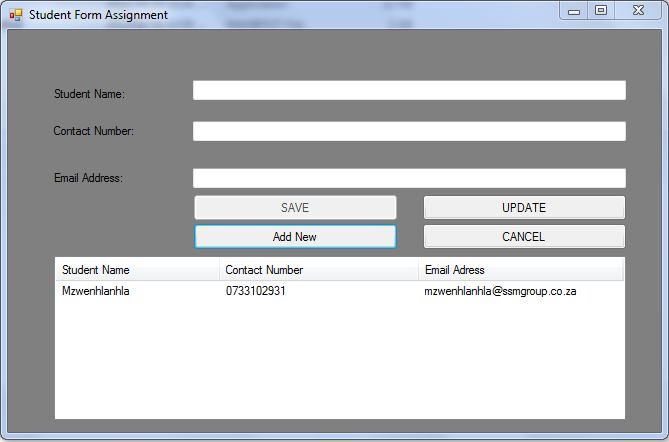 Student Form Assignment
Student Name:
Contact Number:
Email Address:
SAVE UPDATE
Add New CANCEL
Student Name Contact Number Email Adress
Mzwenhlanhla 0733102931 mzwenhlanhla@ssmgroup.co.za